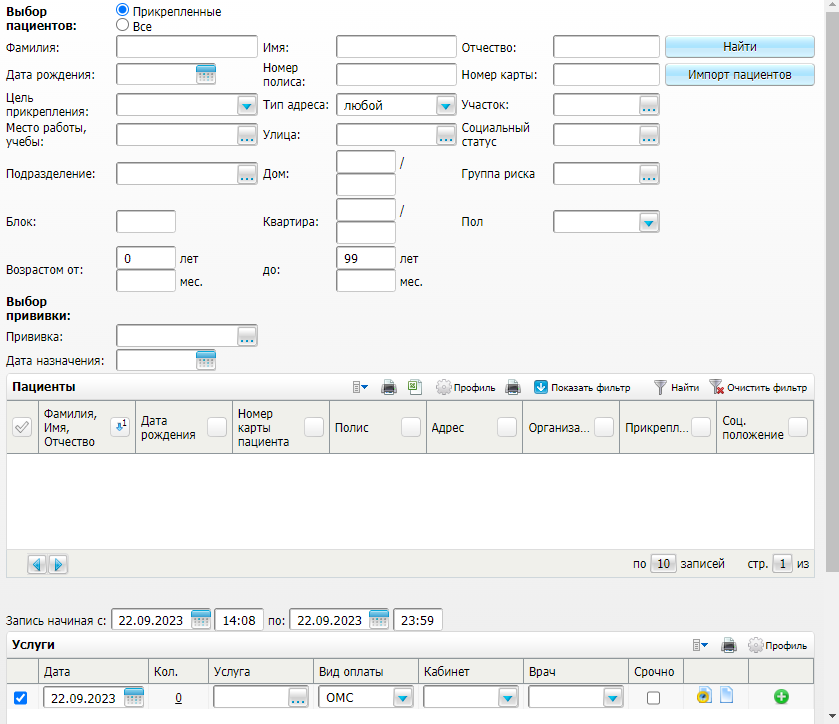 Выбор пациентов: Прикрепленные
Все
Фамилия: Имя: Отчество: Найти
Дата рождения: Номер полиса: Номер карты: Импорт пациентов
Цель прикрепления: Тип адреса: любой Участок:
Место работы, учебы: Улица: Социальный статус
Подразделение: Дом: / Группа риска
Блок: Квартира: / Пол
Возрастом от: 0 лет до: 99 лет
мес. мес.
Выбор прививки:
Прививка:
Дата назначения:
Пациенты Профиль Показать фильтр Найти Очистить фильтр
Фамилия, Имя, Отчество 1 Дата рождения Номер карты пациента Полис Адрес Организа... Прикрепл... Соц. положение
по 10 записей стр. 1 из
Запись начиная с: 22.09.2023 14:08 по: 22.09.2023 23:59
Услуги Профиль
Дата Кол. Услуга Вид оплаты Кабинет Врач Срочно
22.09.2023 0 ОМС